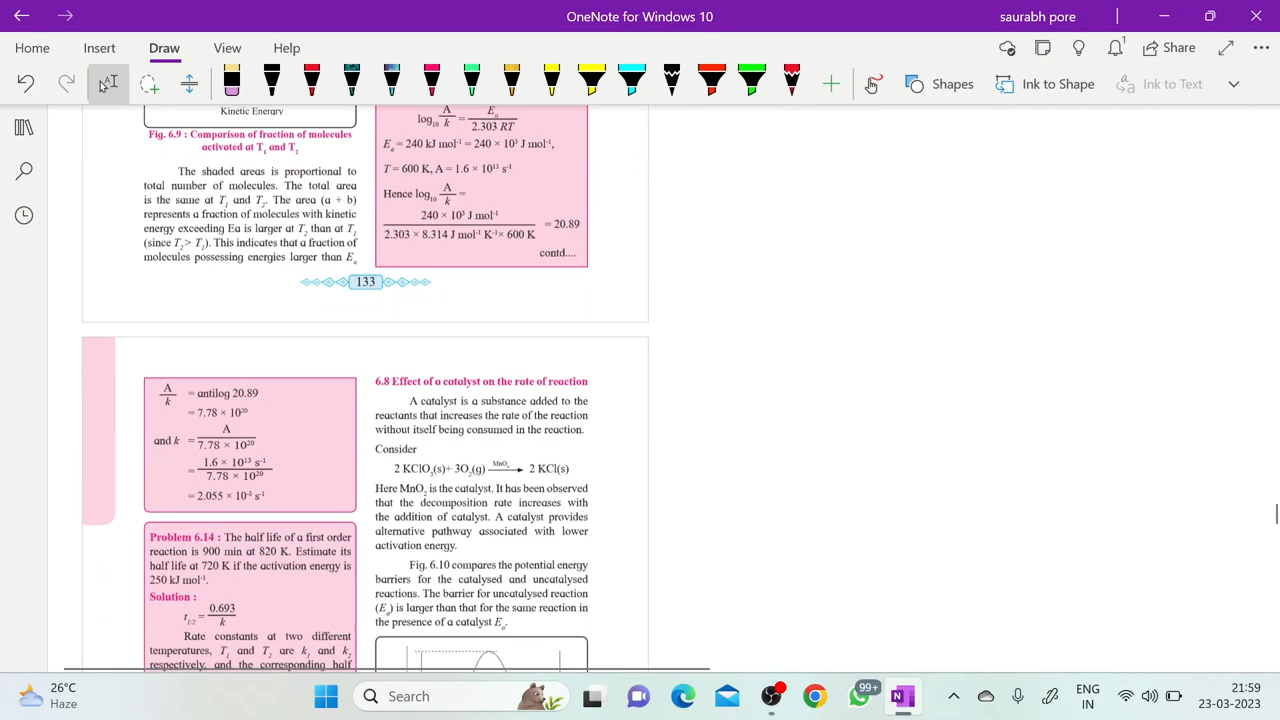 OneNote for Windows 10
saurabh pore
Home Insert Draw View Help
Share
Shapes
Ink to Shape
Ink to Text
Kinetic Energy
Fig. 6.9 : Comparison of fraction of molecules
activated at T1 and T2
The shaded areas is proportional to
total number of molecules. The total area
is the same at T1 and T2. The area (a + b)
represents a fraction of molecules with kinetic
energy exceeding Ea is larger at T2 than at T1
(since T2 > T1). This indicates that a fraction of
molecules possessing energies larger than Ea
log10 A/k = Ea/2.303 RT
Ea = 240 kJ mol-1 = 240 × 10³ J mol-1,
T = 600 K, A = 1.6 × 10¹³ s-1
Hence log10 A/k =
240 × 10³ J mol-1 / 2.303 × 8.314 J mol-1 K-1 × 600 K = 20.89
contd....
133
A/k = antilog 20.89
= 7.78 × 10²⁰
and k = A / 7.78 × 10²⁰
= 1.6 × 10¹³ s-1 / 7.78 × 10²⁰
= 2.055 × 10-8 s-1
Problem 6.14 : The half life of a first order
reaction is 900 min at 820 K. Estimate its
half life at 720 K if the activation energy is
250 kJ mol-1.
Solution :
t1/2 = 0.693/k
Rate constants at two different
temperatures, T1 and T2 are k1 and k2
respectively, and the corresponding half
6.8 Effect of a catalyst on the rate of reaction
A catalyst is a substance added to the
reactants that increases the rate of the reaction
without itself being consumed in the reaction.
Consider
2 KClO3(s)+ 3O2(g) MnO2 → 2 KCl(s)
Here MnO2 is the catalyst. It has been observed
that the decomposition rate increases with
the addition of catalyst. A catalyst provides
alternative pathway associated with lower
activation energy.
Fig. 6.10 compares the potential energy
barriers for the catalysed and uncatalysed
reactions. The barrier for uncatalysed reaction
(Ea) is larger than that for the same reaction in
the presence of a catalyst Ea.
26°C
Haze
Search
99+
ENG
IN
21:59
23-03-2023